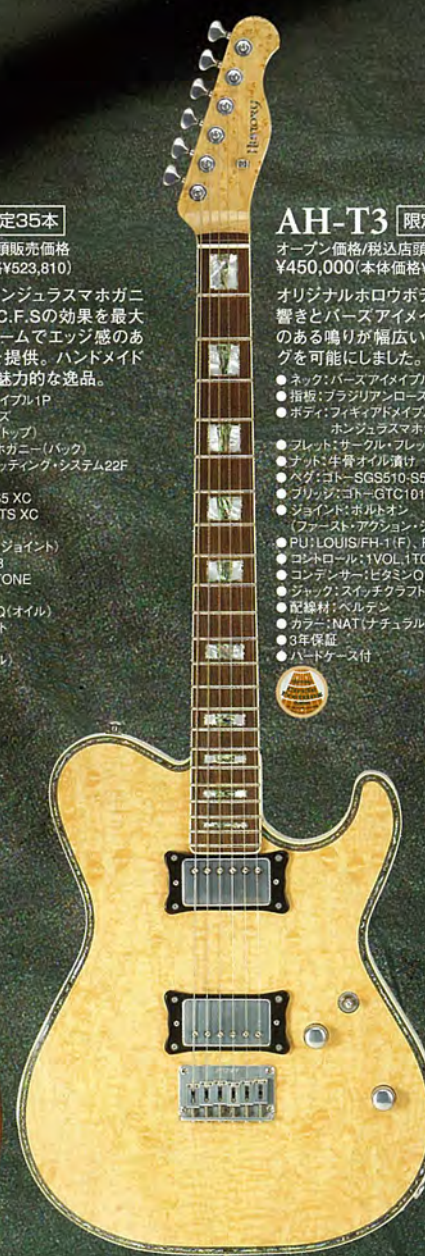 定35本
頭販売価格
¥523,810)
ンジュラスマホガニ
C.F.Sの効果を最大
ームでエッジ感のあ
提供。ハンドメイド
魅力的な逸品。
イプル1P
ズ
トップ)
ホガニー(バック)
ッティング・システム22F
5 XC
TS XC
ジョイント)
3
TONE
Q(オイル)
ト
ル)
History
AH-T3 限
オープン価格/税込店頭
¥450,000(本体価格¥
オリジナルホロウボデ
響きとバーズアイメイ
のある鳴りが幅広い
グを可能にしました。
●ネック:バーズアイメイプル
●指板:ブラジリアンローズ
●ボディ:フィギアドメイプル
ホンジュラスマホ
●フレット:サークル・フレッ
●ナット:牛骨オイル漬け
●ペグ:ゴトーSGS510-S5
●ブリッジ:ゴトーGTC101
●ジョイント:ボルトオン
(ファースト・アクション・ジ
●PU:LOUIS/FH-1(F)、F
●コントロール:1VOL.1TO
●コンデンサー:ビタミンQ
●ジャック:スイッチクラフト
●配線材:ベルデン
●カラー:NAT(ナチュラル
●3年保証
●ハードケース付